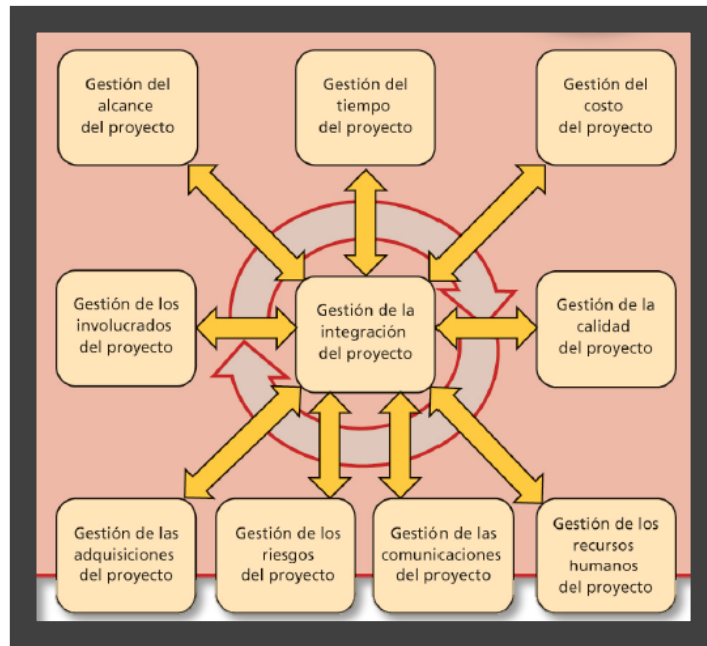 Gestión del
alcance
del proyecto
Gestión del
tiempo
del proyecto
Gestión del
costo
del proyecto
Gestión de los
involucrados
del proyecto
Gestión de la
integración
del proyecto
Gestión de la
calidad
del proyecto
Gestión de las
adquisiciones
del proyecto
Gestión de los
riesgos
del proyecto
Gestión de las
comunicaciones
del proyecto
Gestión de los
recursos
humanos
del proyecto